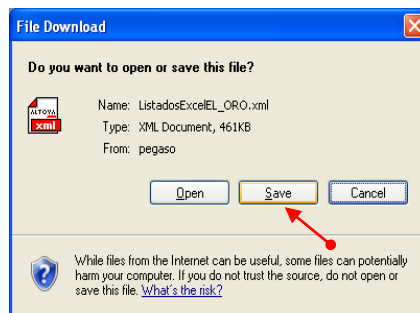 File Download
Do you want to open or save this file?
ALTOVA
xml
Name: ListadosExcelEL_ORO.xml
Type: XML Document, 461KB
From: pegaso
Open Save Cancel
While files from the Internet can be useful, some files can potentially
harm your computer. If you do not trust the source, do not open or
save this file. What's the risk?